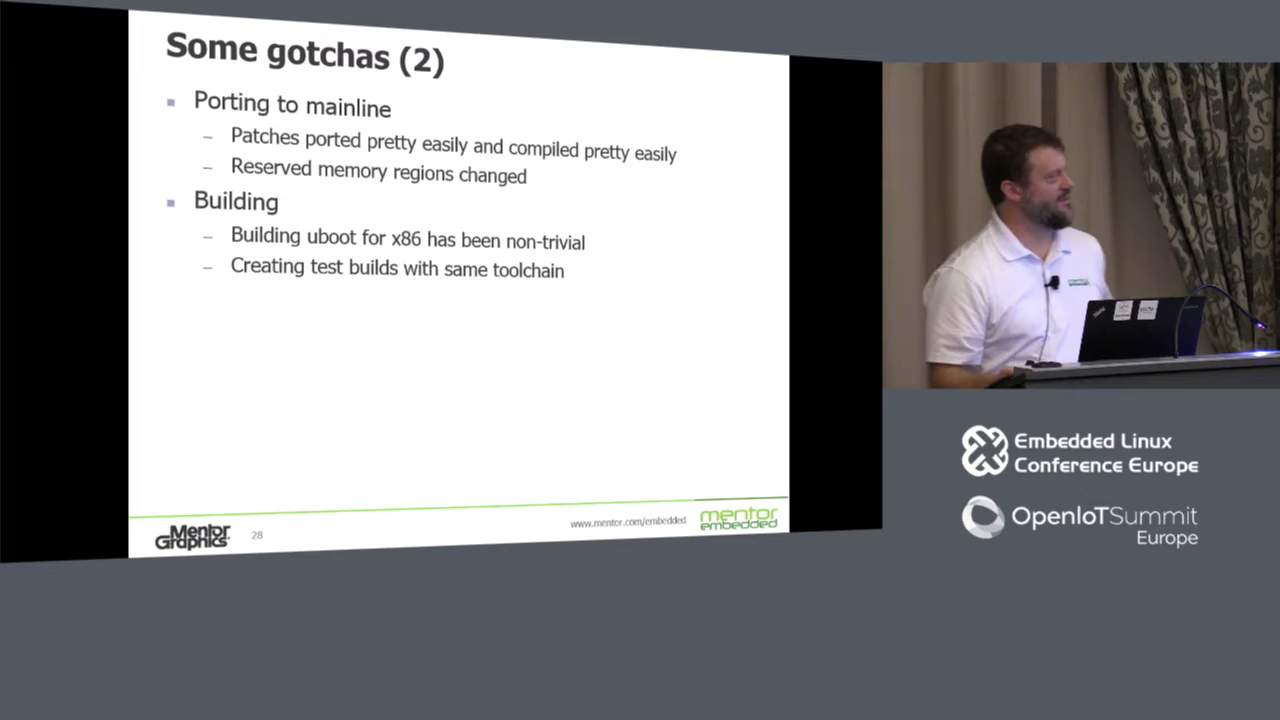 Some gotchas (2)
Porting to mainline
– Patches ported pretty easily and compiled pretty easily
– Reserved memory regions changed
Building
– Building uboot for x86 has been non-trivial
– Creating test builds with same toolchain
Mentor Graphics
28
www.mentor.com/embedded
mentor embedded
Embedded Linux
Conference Europe
OpenIoTSummit
Europe